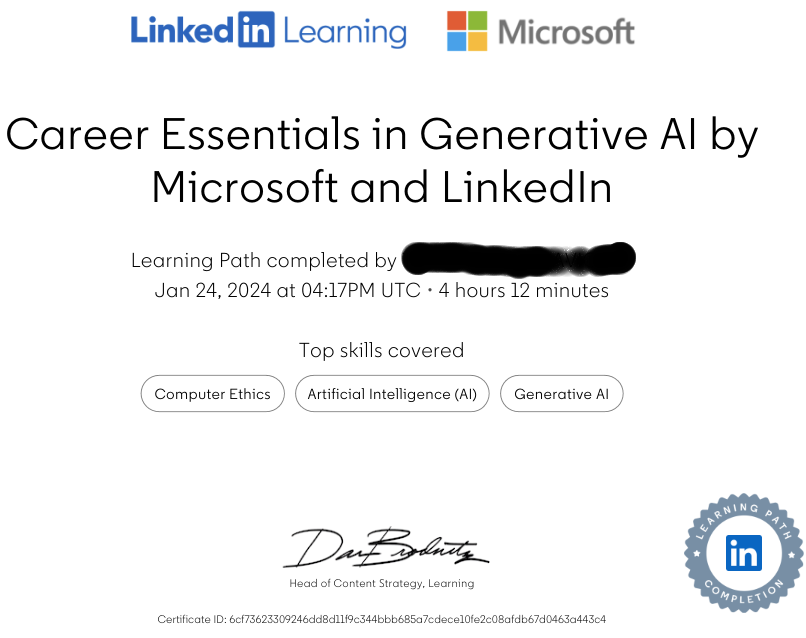 LinkedIn Learning
Microsoft
Career Essentials in Generative AI by
Microsoft and LinkedIn
Learning Path completed by
Jan 24, 2024 at 04:17PM UTC • 4 hours 12 minutes
Top skills covered
Computer Ethics
Artificial Intelligence (AI)
Generative AI
Dan Brodnitz
Head of Content Strategy, Learning
LEARNING PATH
in
COMPLETION
Certificate ID: 6cf73623309246dd8d11f9c344bbb685a7cdece10fe2c08afdb67d0463a443c4